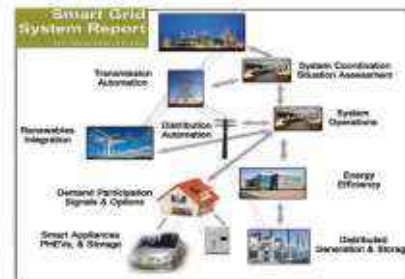 Smart Grid
System Report
Transmission
Automation
System Coordination
Situation Assessment
Renewables
Integration
Distribution
Automation
System
Operations
Demand Participation
Signals & Options
Energy
Efficiency
Smart Appliances
PHEVs, & Storage
Distributed
Generation & Storage